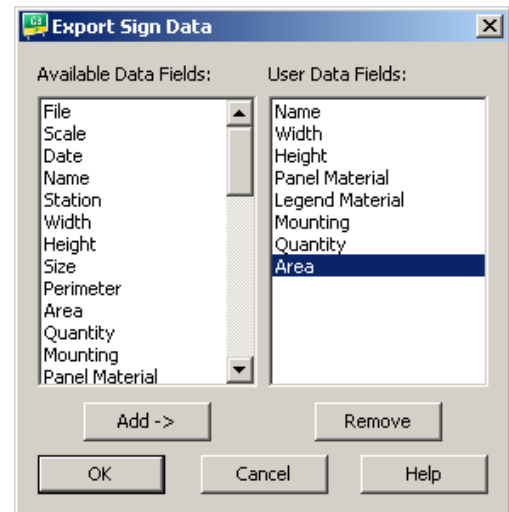 Export Sign Data
Available Data Fields:
File
Scale
Date
Name
Station
Width
Height
Size
Perimeter
Area
Quantity
Mounting
Panel Material
User Data Fields:
Name
Width
Height
Panel Material
Legend Material
Mounting
Quantity
Area
Add ->
Remove
OK
Cancel
Help